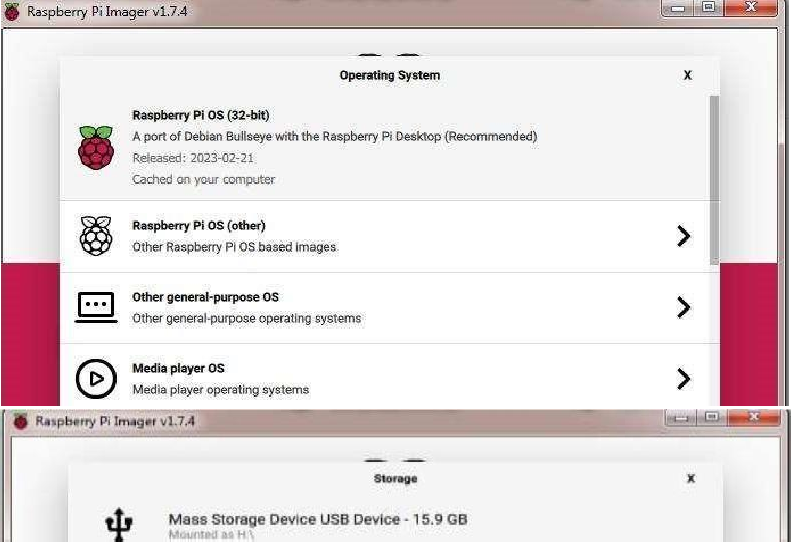 Raspberry Pi Imager v1.7.4
Operating System
X
Raspberry Pi OS (32-bit)
A port of Debian Bullseye with the Raspberry Pi Desktop (Recommended)
Released: 2023-02-21
Cached on your computer
Raspberry Pi OS (other)
Other Raspberry Pi OS based images
Other general-purpose OS
Other general-purpose operating systems
Media player OS
Media player operating systems
Raspberry Pi Imager v1.7.4
Storage
X
Mass Storage Device USB Device - 15.9 GB
Mounted as H:\